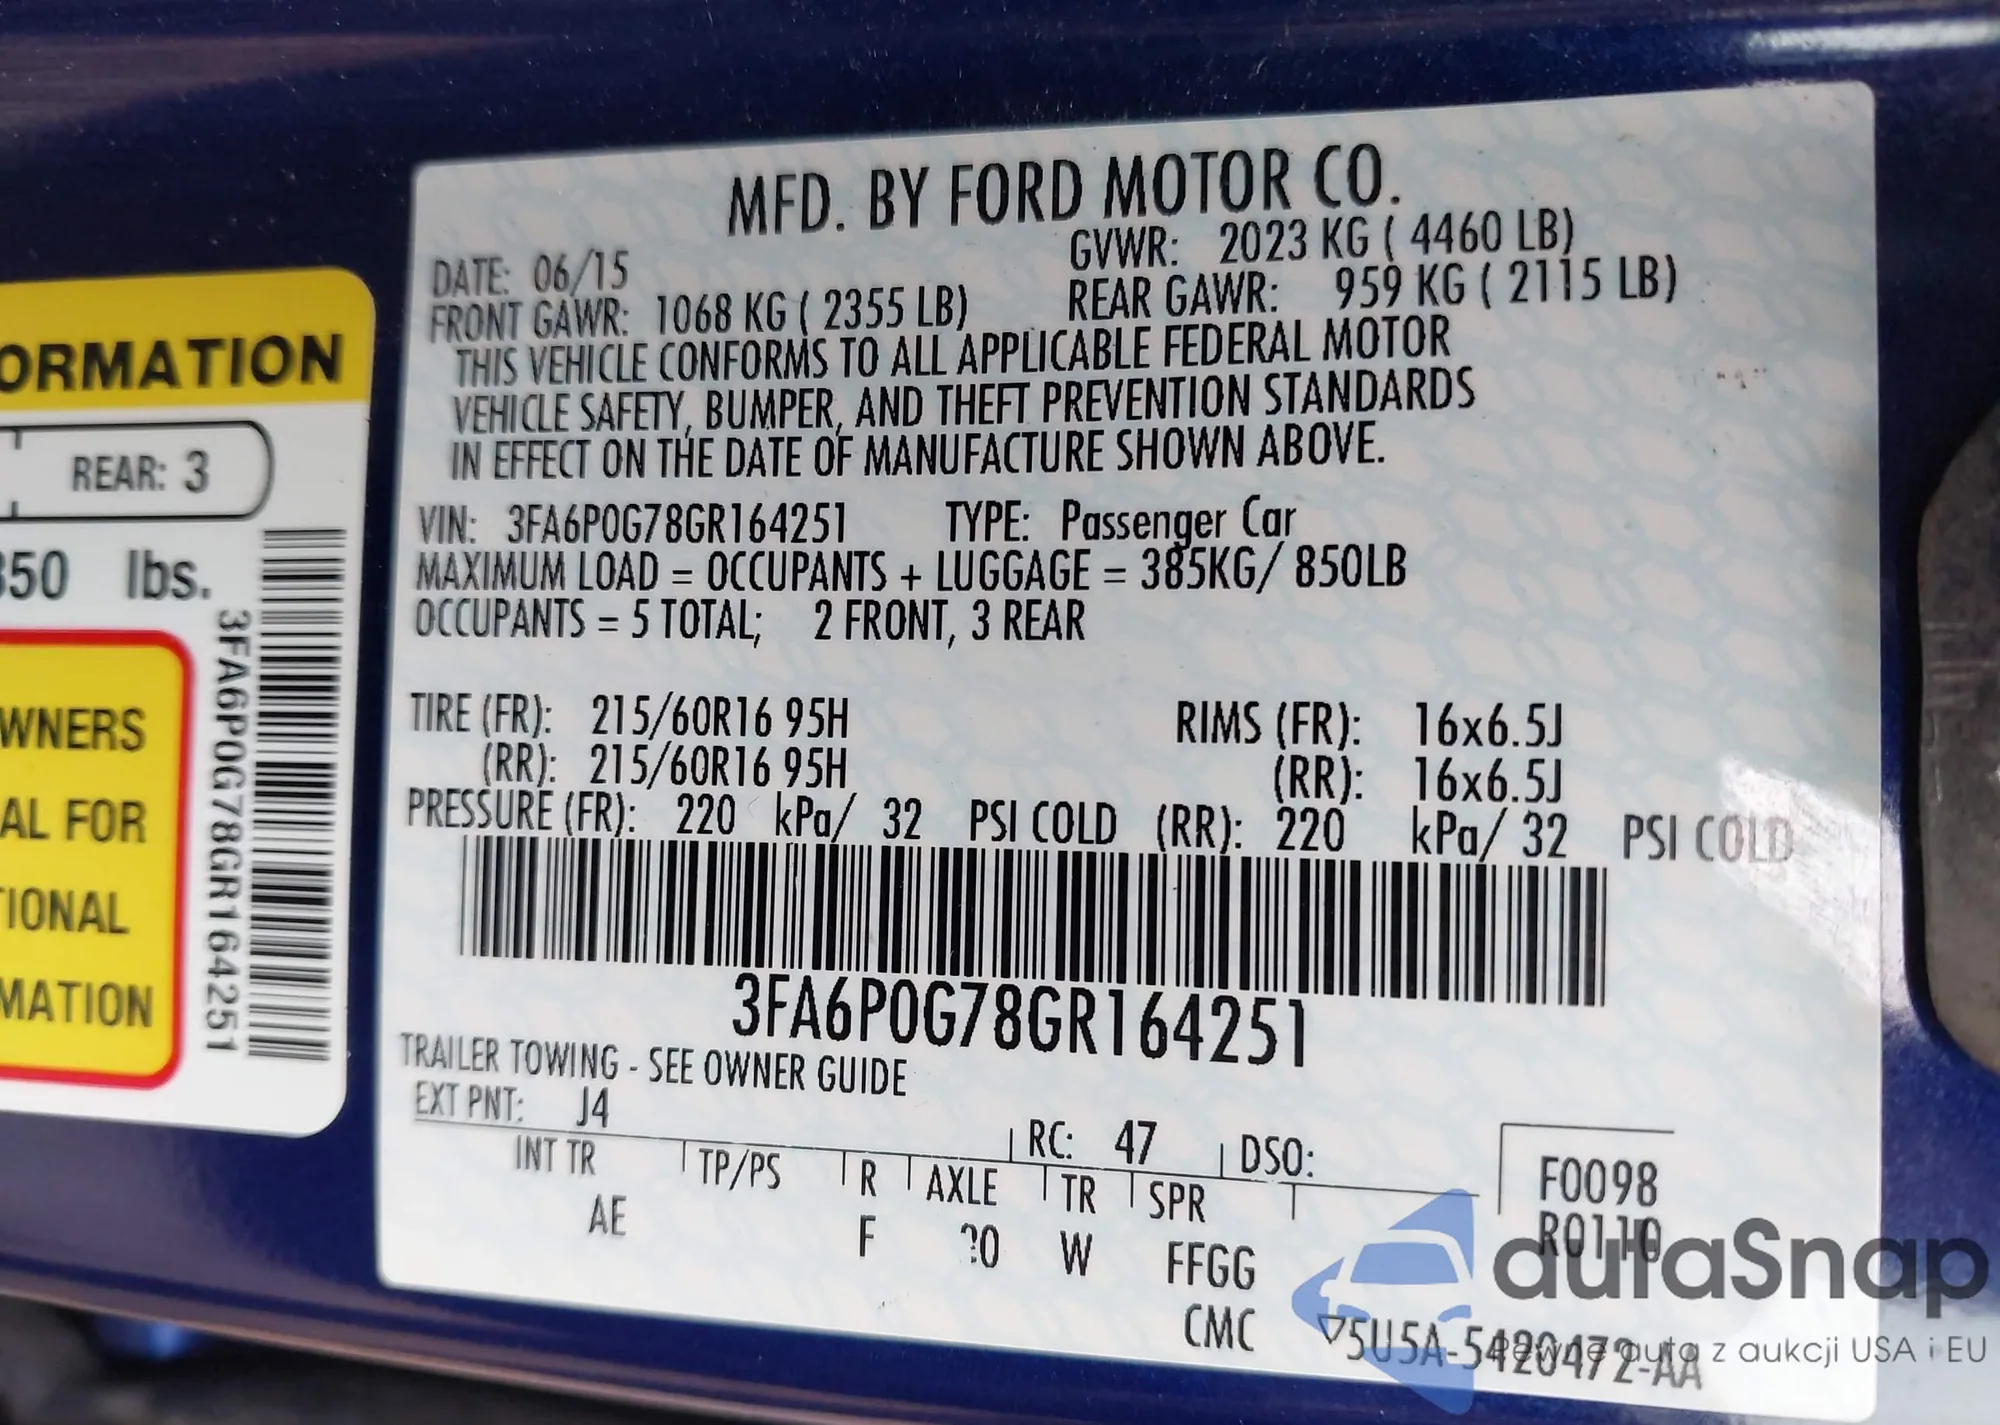 ORMATION
REAR: 3
350 lbs.
WNERS
AL FOR
TIONAL
MATION
3FA6P0G78GR164251
MFD. BY FORD MOTOR CO.
DATE: 06/15 GVWR: 2023 KG ( 4460 LB)
FRONT GAWR: 1068 KG ( 2355 LB) REAR GAWR: 959 KG ( 2115 LB)
THIS VEHICLE CONFORMS TO ALL APPLICABLE FEDERAL MOTOR
VEHICLE SAFETY, BUMPER, AND THEFT PREVENTION STANDARDS
IN EFFECT ON THE DATE OF MANUFACTURE SHOWN ABOVE.
VIN: 3FA6P0G78GR164251 TYPE: Passenger Car
MAXIMUM LOAD = OCCUPANTS + LUGGAGE = 385KG/ 850LB
OCCUPANTS = 5 TOTAL; 2 FRONT, 3 REAR
TIRE (FR): 215/60R16 95H RIMS (FR): 16x6.5J
(RR): 215/60R16 95H (RR): 16x6.5J
PRESSURE (FR): 220 kPa/ 32 PSI COLD (RR): 220 kPa/ 32 PSI COLD
3FA6P0G78GR164251
TRAILER TOWING - SEE OWNER GUIDE
EXT PNT: J4 RC: 47 DSO:
INT TR TP/PS R AXLE TR SPR F0098
AE F W FFGG R0110
CMC 5U5A-5420472-AA
autaSnap
Pewne auta z aukcji USA i EU